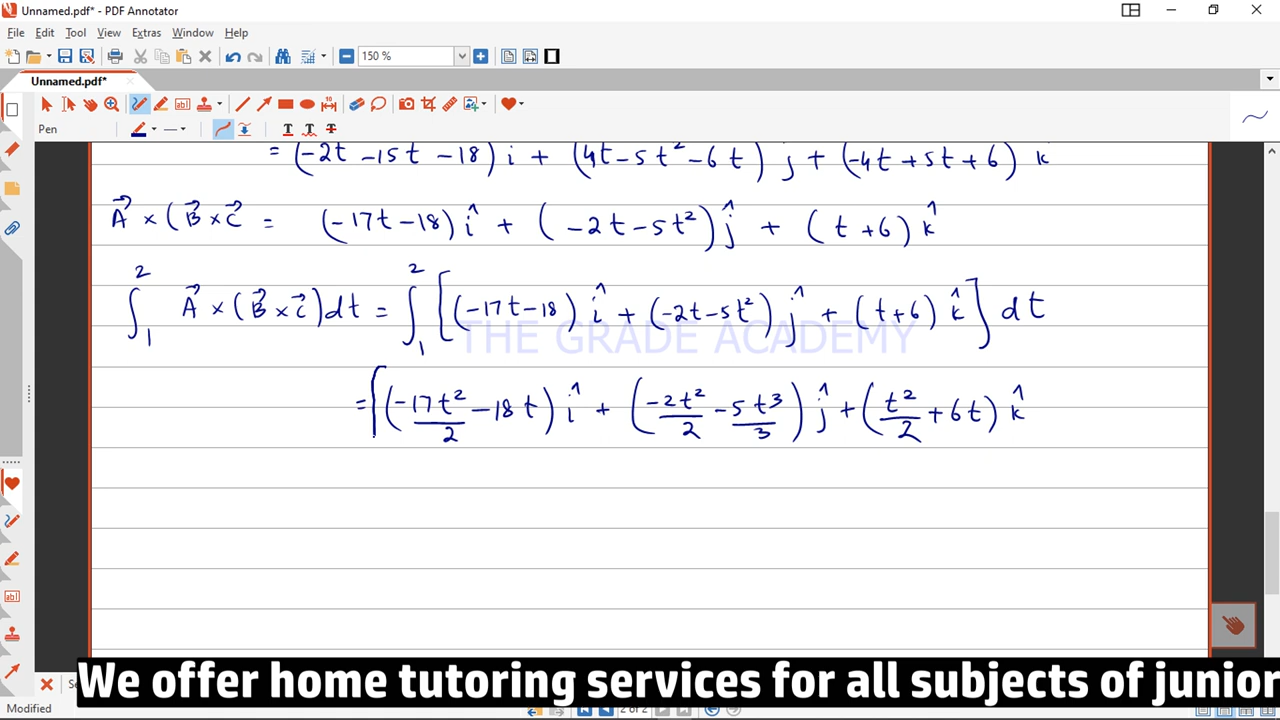 Unnamed.pdf* - PDF Annotator
File Edit Tool View Extras Window Help
150 %
Unnamed.pdf*
Pen
= (-2t -15t -18) i + (4t-5t²-6t) j + (-4t+5t+6) k
A⃗ × (B⃗ × C⃗ = (-17t-18) î + (-2t-5t²) ĵ + (t+6) k̂
∫₁² A⃗ × (B⃗ × C⃗) dt = ∫₁² [(-17t-18) î + (-2t-5t²) ĵ + (t+6) k̂] dt
THE GRADE ACADEMY
= [(-17t²/2 -18t) î + (-2t²/2 - 5t³/3) ĵ + (t²/2 + 6t) k̂
We offer home tutoring services for all subjects of junior
Modified
2 of 2